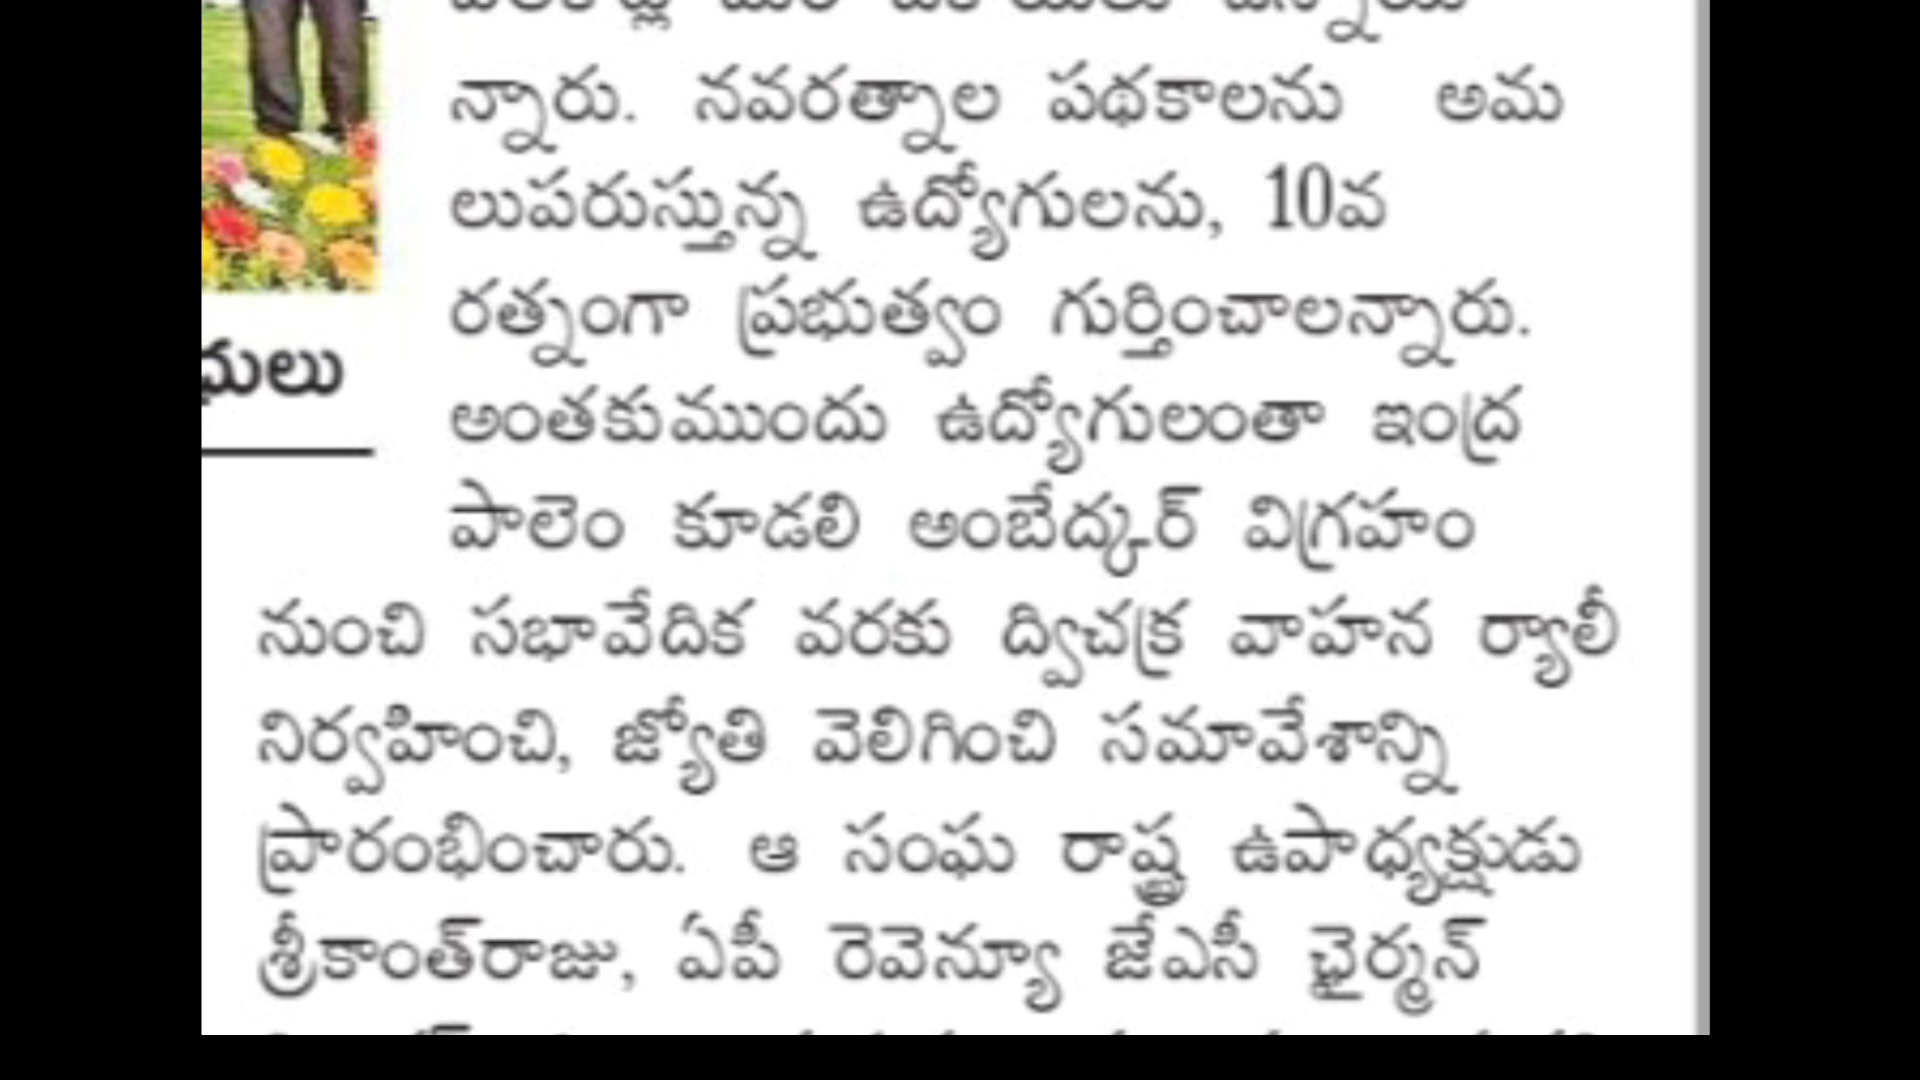 న్నారు. నవరత్నాల పథకాలను అమ
లుపరుస్తున్న ఉద్యోగులను, 10వ
రత్నంగా ప్రభుత్వం గుర్తించాలన్నారు.
ధులు
అంతకుముందు ఉద్యోగులంతా ఇంద్ర
పాలెం కూడలి అంబేద్కర్ విగ్రహం
నుంచి సభావేదిక వరకు ద్విచక్ర వాహన ర్యాలీ
నిర్వహించి, జ్యోతి వెలిగించి సమావేశాన్ని
ప్రారంభించారు. ఆ సంఘ రాష్ట్ర ఉపాధ్యక్షుడు
శ్రీకాంత్‌రాజు, ఏపీ రెవెన్యూ జేఏసీ ఛైర్మన్